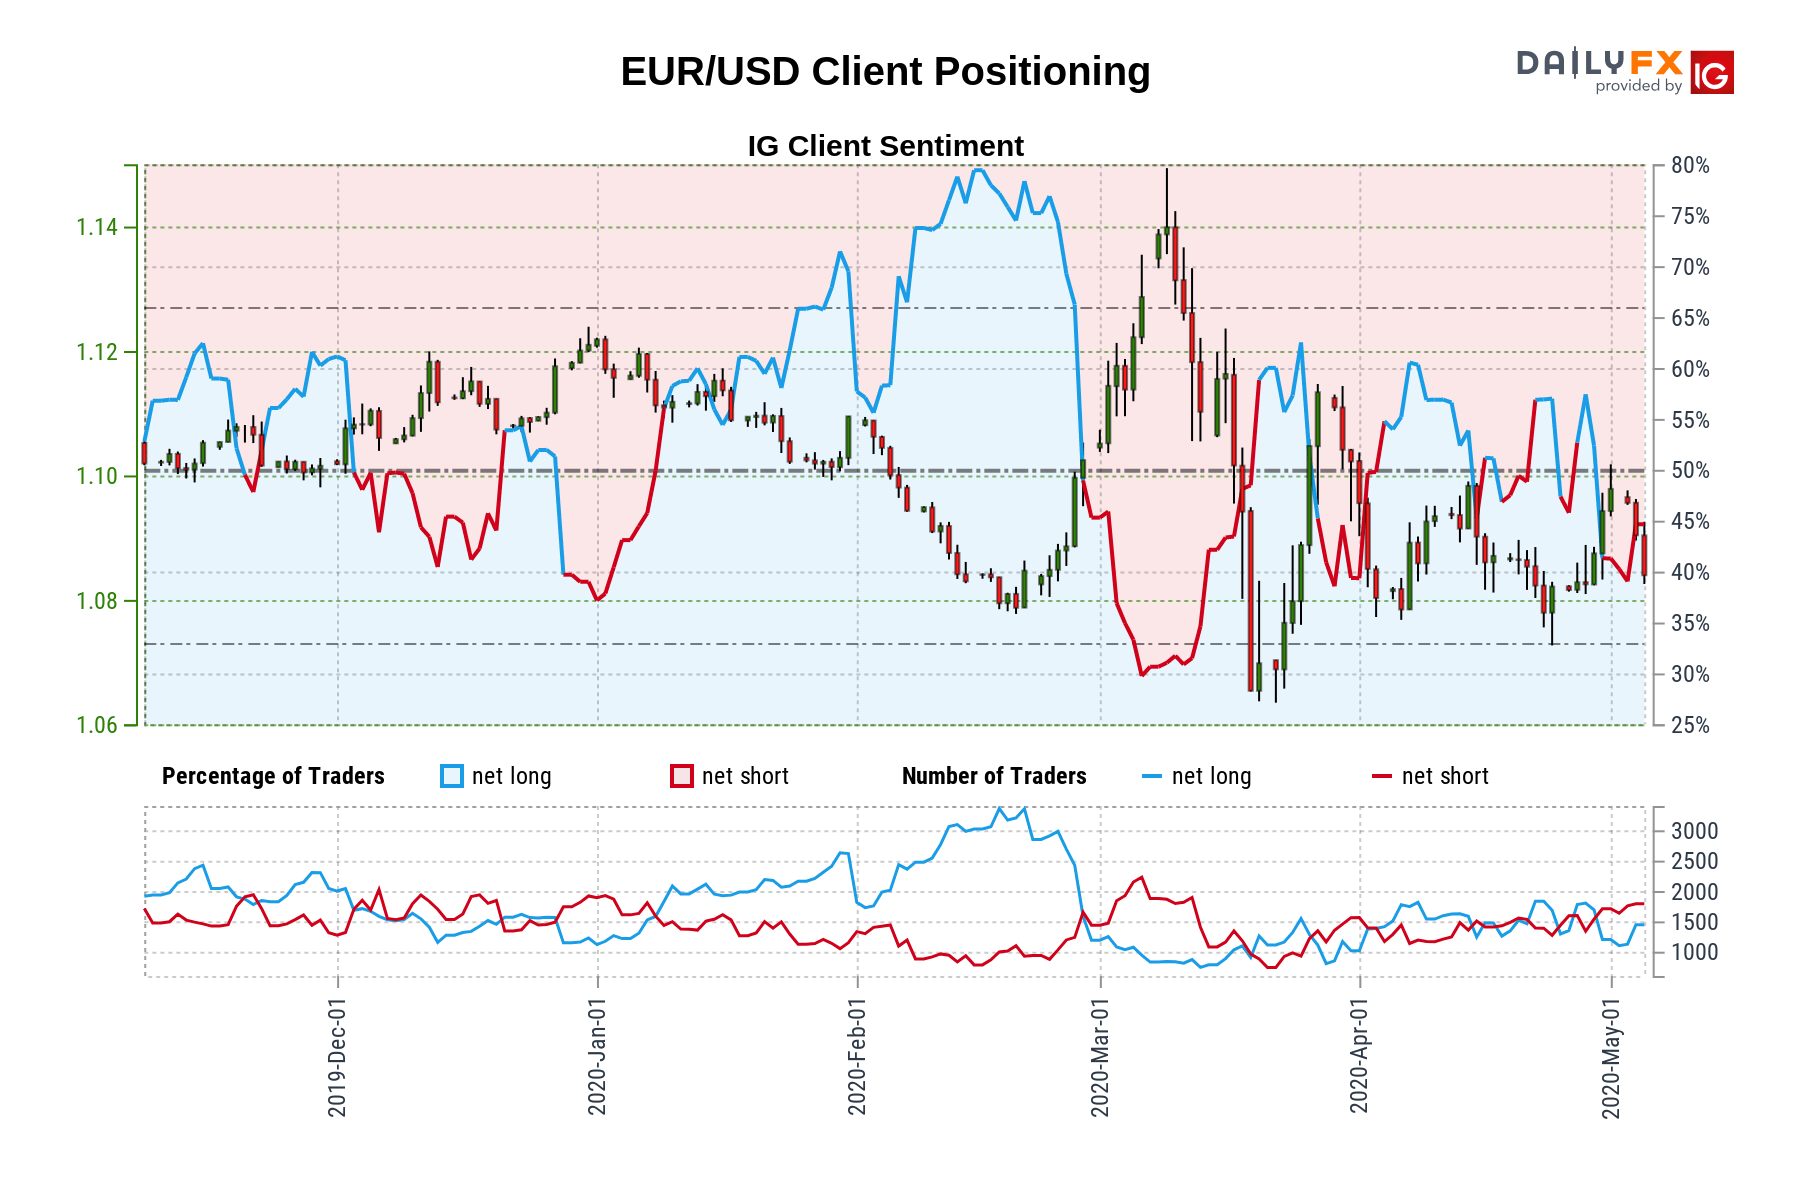 EUR/USD Client Positioning
DAILYFX
provided by
IG
IG Client Sentiment
1.14
1.12
1.10
1.08
1.06
80%
75%
70%
65%
60%
55%
50%
45%
40%
35%
30%
25%
Percentage of Traders net long net short Number of Traders net long net short
3000
2500
2000
1500
1000
2019-Dec-01
2020-Jan-01
2020-Feb-01
2020-Mar-01
2020-Apr-01
2020-May-01